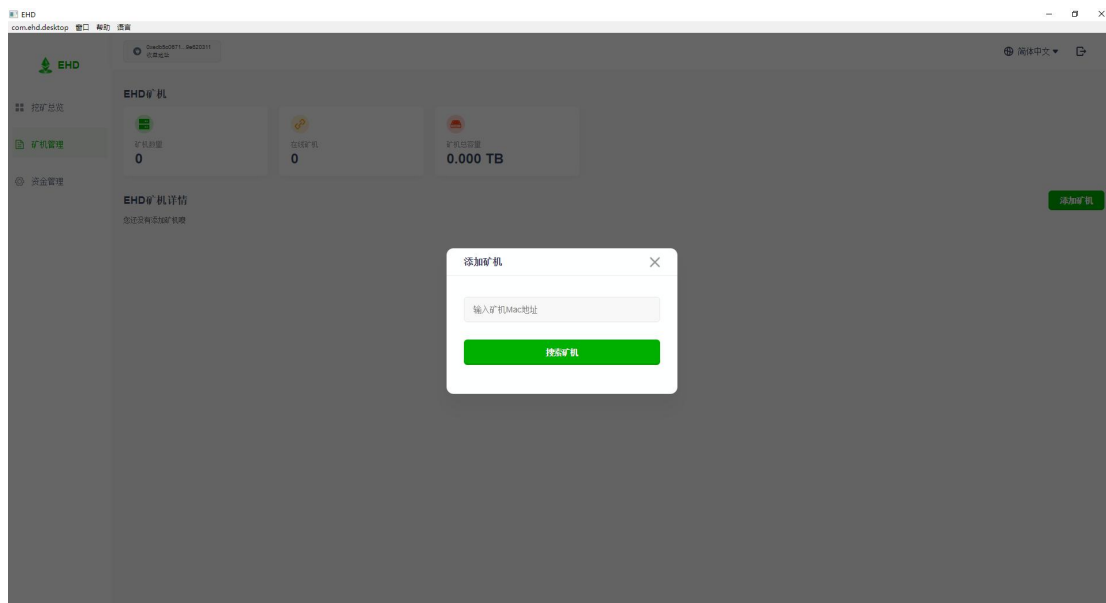 EHD
com.ehd.desktop 窗口 帮助 语言
EHD
简体中文
挖矿总览
矿机管理
资金管理
EHD矿机
矿机数量
0
在线矿机
0
矿机总容量
0.000 TB
EHD矿机详情
添加矿机
您还没有添加矿机哦
添加矿机
输入矿机Mac地址
搜索矿机